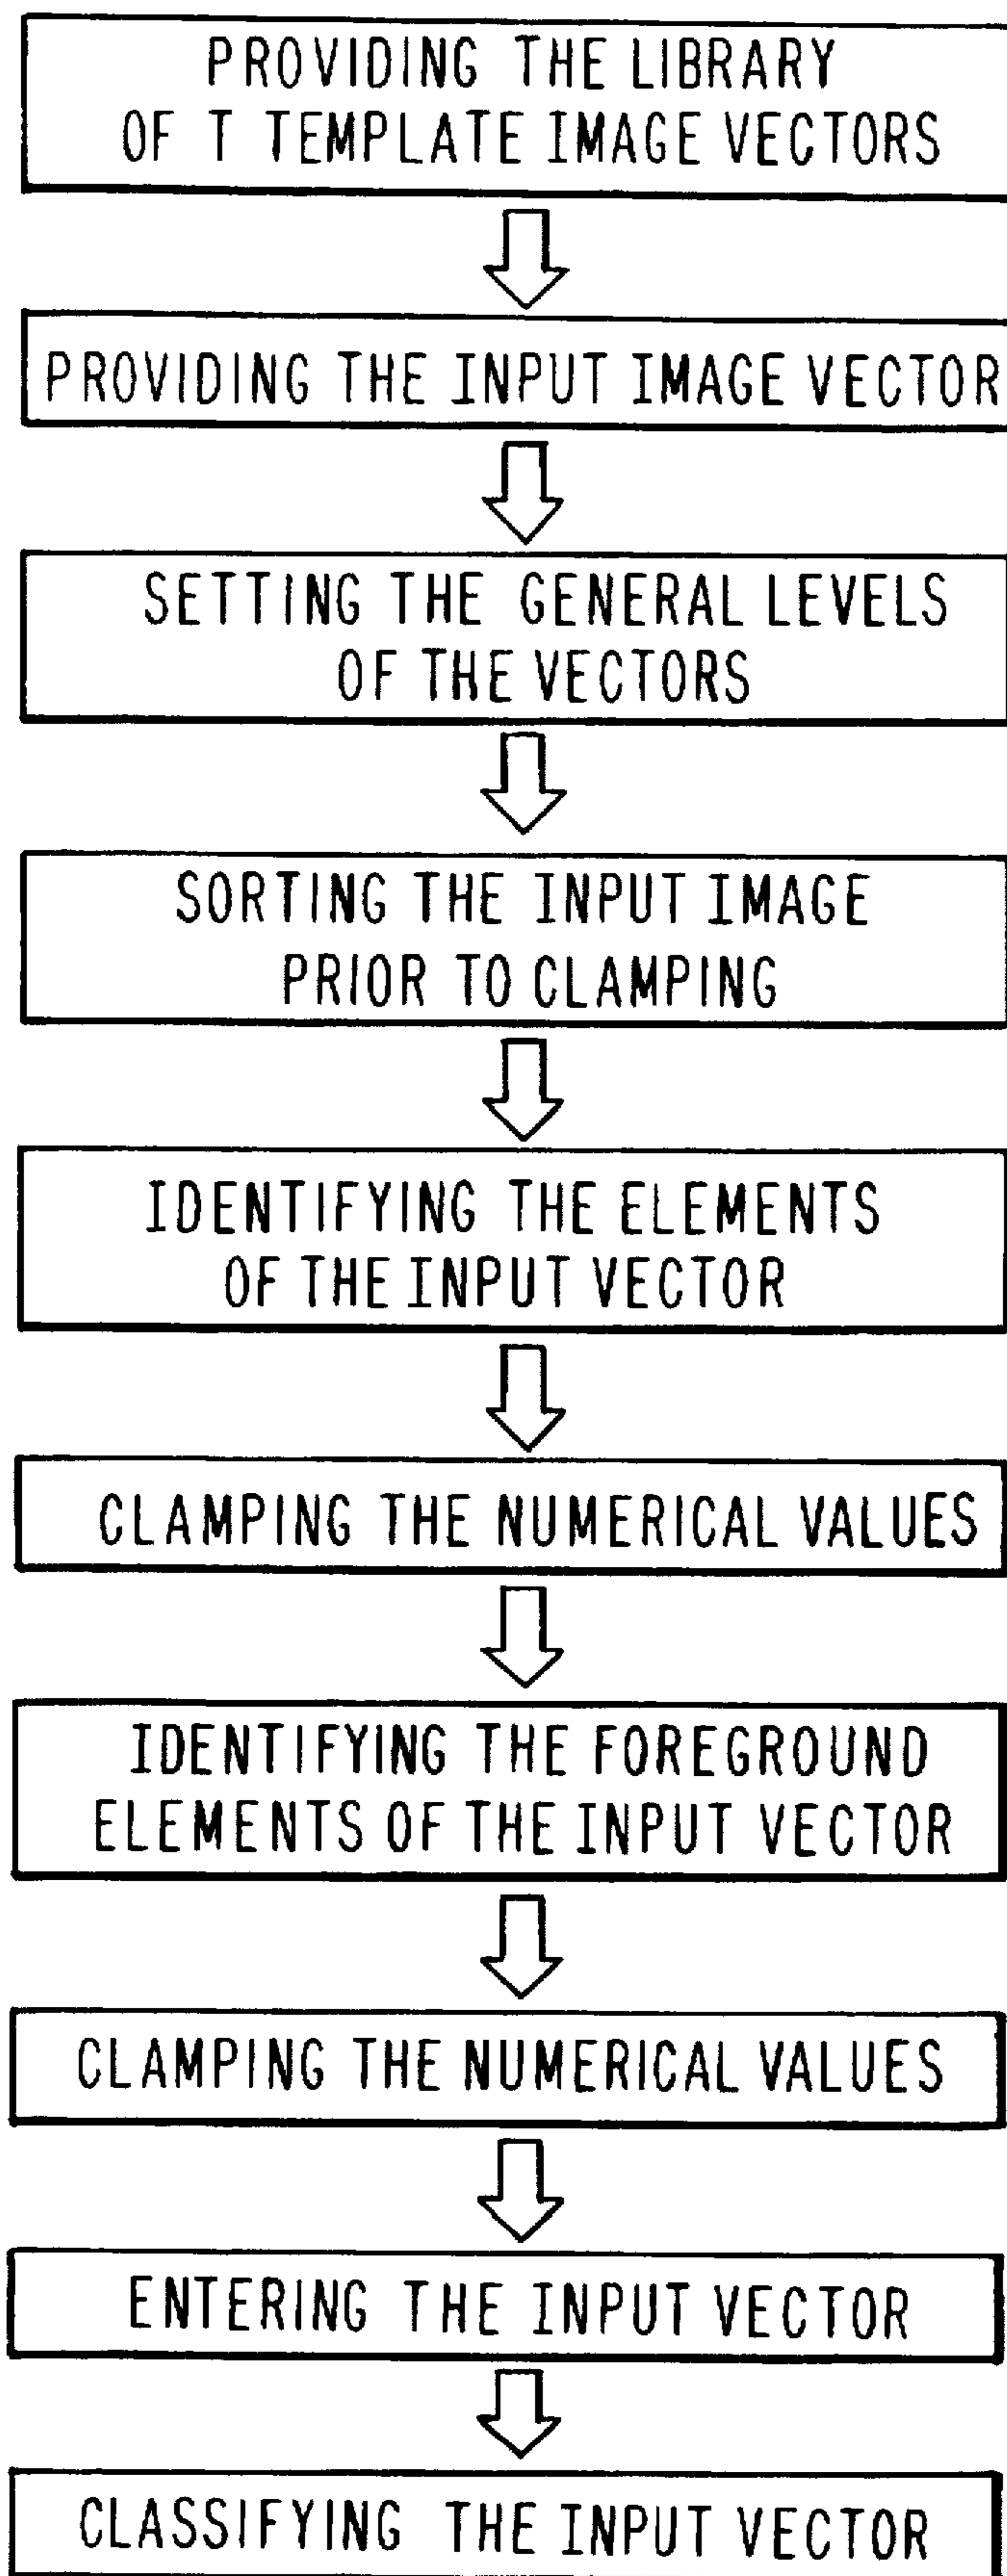 PROVIDING THE LIBRARY
OF T TEMPLATE IMAGE VECTORS
PROVIDING THE INPUT IMAGE VECTOR
SETTING THE GENERAL LEVELS
OF THE VECTORS
SORTING THE INPUT IMAGE
PRIOR TO CLAMPING
IDENTIFYING THE ELEMENTS
OF THE INPUT VECTOR
CLAMPING THE NUMERICAL VALUES
IDENTIFYING THE FOREGROUND
ELEMENTS OF THE INPUT VECTOR
CLAMPING THE NUMERICAL VALUES
ENTERING THE INPUT VECTOR
CLASSIFYING THE INPUT VECTOR